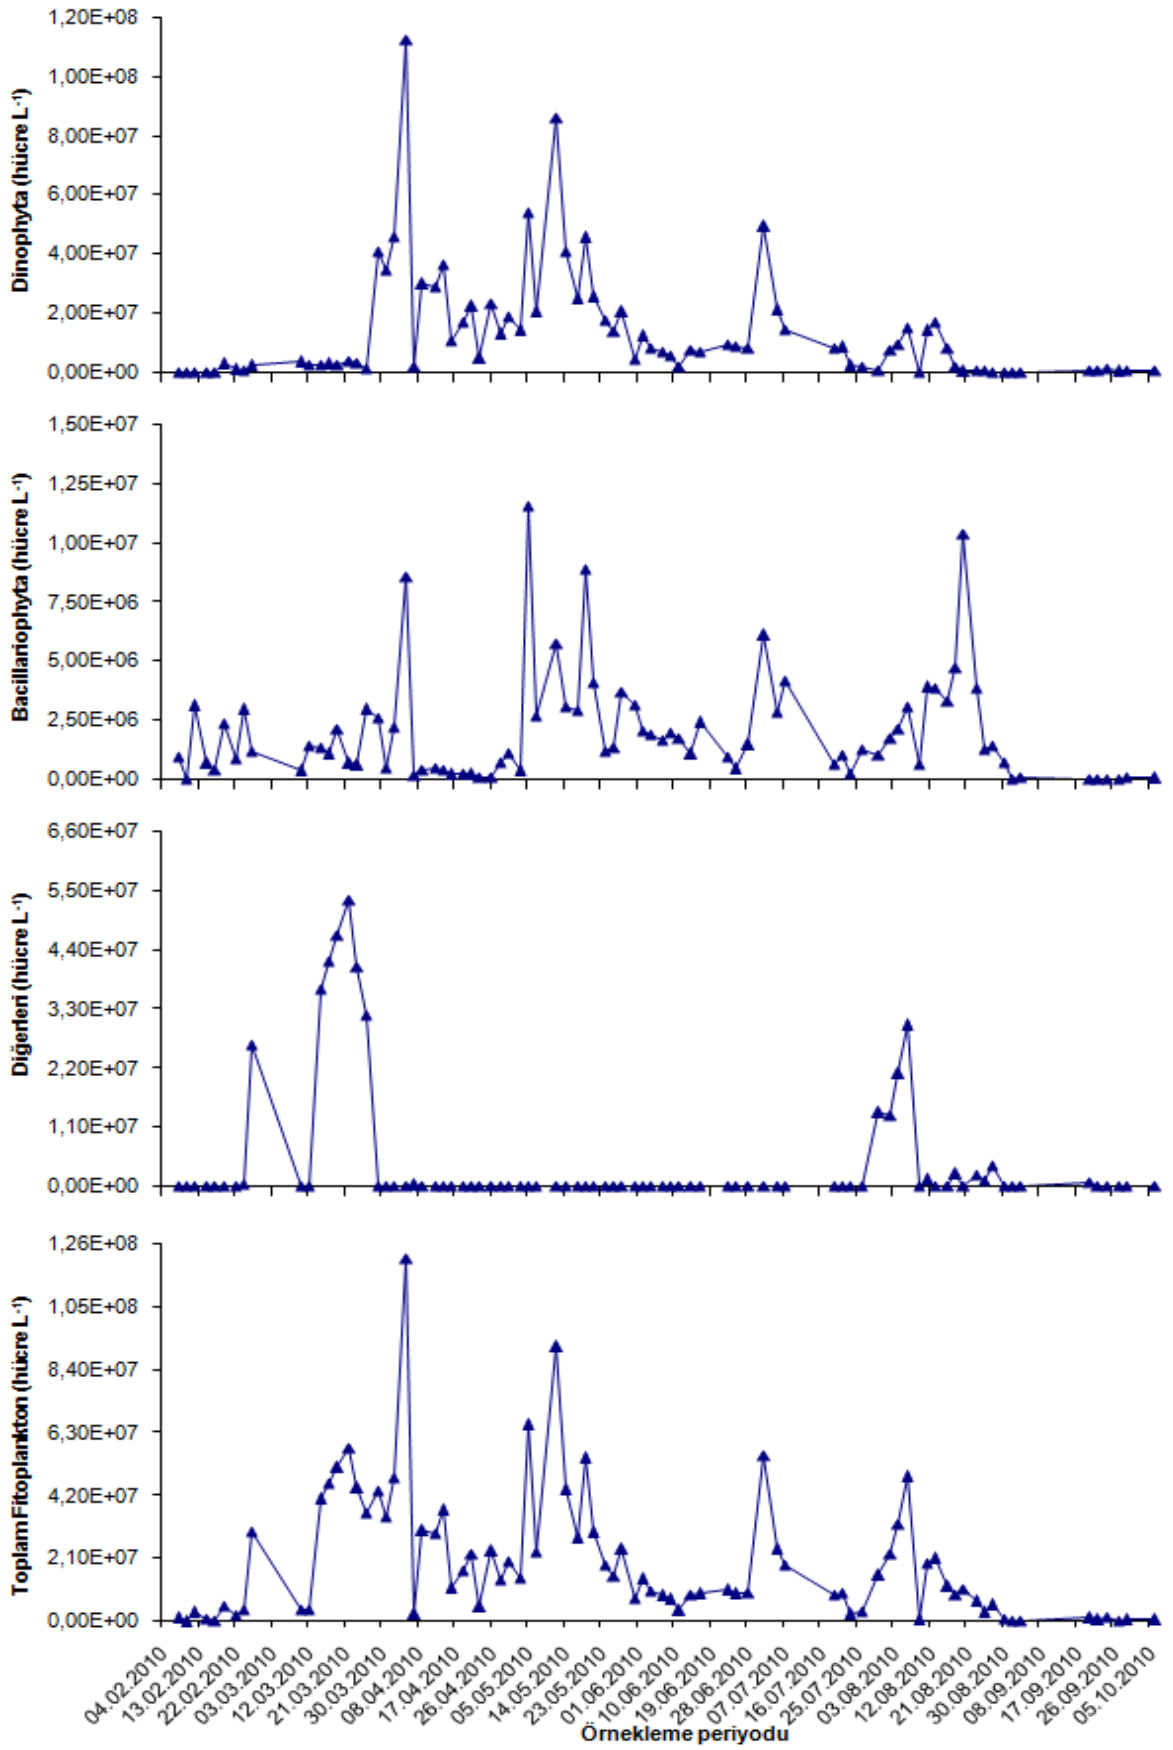 Dinophyta (hücre L⁻¹)
1,20E+08
1,00E+08
8,00E+07
6,00E+07
4,00E+07
2,00E+07
0,00E+00
Bacillariophyta (hücre L⁻¹)
1,50E+07
1,25E+07
1,00E+07
7,50E+06
5,00E+06
2,50E+06
0,00E+00
Diğerleri (hücre L⁻¹)
6,60E+07
5,50E+07
4,40E+07
3,30E+07
2,20E+07
1,10E+07
0,00E+00
Toplam Fitoplankton (hücre L⁻¹)
1,26E+08
1,05E+08
8,40E+07
6,30E+07
4,20E+07
2,10E+07
0,00E+00
04.02.2010
13.02.2010
22.02.2010
03.03.2010
12.03.2010
21.03.2010
30.03.2010
08.04.2010
17.04.2010
26.04.2010
05.05.2010
14.05.2010
23.05.2010
01.06.2010
10.06.2010
19.06.2010
28.06.2010
07.07.2010
16.07.2010
25.07.2010
03.08.2010
12.08.2010
21.08.2010
30.08.2010
08.09.2010
17.09.2010
26.09.2010
05.10.2010
Örnekleme periyodu